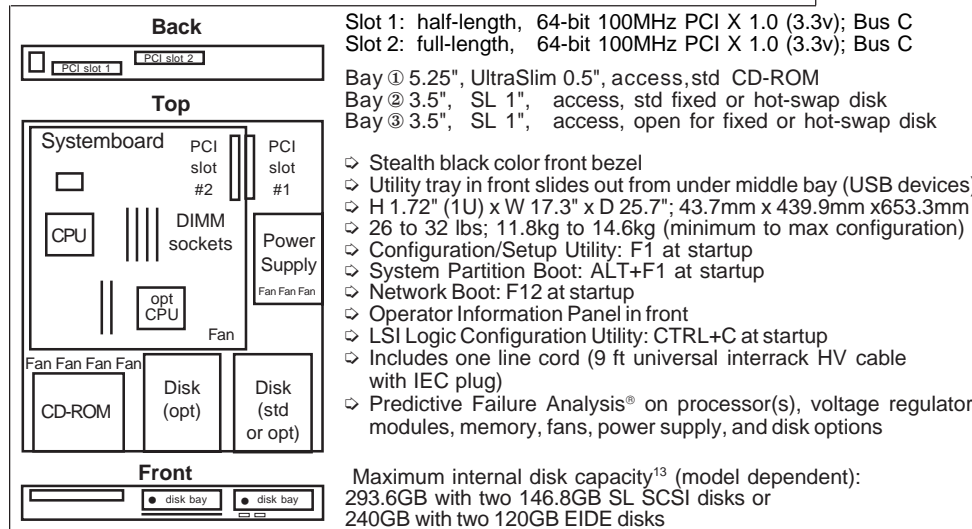 Back
PCI slot 1
PCI slot 2
Top
Systemboard
PCI
slot
#2
PCI
slot
#1
CPU
DIMM
sockets
Power
Supply
Fan Fan Fan
opt
CPU
Fan
Fan Fan Fan Fan
CD-ROM
Disk
(opt)
Disk
(std
or opt)
Front
disk bay
disk bay
Slot 1: half-length, 64-bit 100MHz PCI X 1.0 (3.3v); Bus C
Slot 2: full-length, 64-bit 100MHz PCI X 1.0 (3.3v); Bus C
Bay ① 5.25", UltraSlim 0.5", access,std CD-ROM
Bay ② 3.5", SL 1", access, std fixed or hot-swap disk
Bay ③ 3.5", SL 1", access, open for fixed or hot-swap disk
➭ Stealth black color front bezel
➭ Utility tray in front slides out from under middle bay (USB devices)
➭ H 1.72" (1U) x W 17.3" x D 25.7"; 43.7mm x 439.9mm x653.3mm
➭ 26 to 32 lbs; 11.8kg to 14.6kg (minimum to max configuration)
➭ Configuration/Setup Utility: F1 at startup
➭ System Partition Boot: ALT+F1 at startup
➭ Network Boot: F12 at startup
➭ Operator Information Panel in front
➭ LSI Logic Configuration Utility: CTRL+C at startup
➭ Includes one line cord (9 ft universal interrack HV cable
with IEC plug)
➭ Predictive Failure Analysis® on processor(s), voltage regulator
modules, memory, fans, power supply, and disk options
Maximum internal disk capacity¹³ (model dependent):
293.6GB with two 146.8GB SL SCSI disks or
240GB with two 120GB EIDE disks